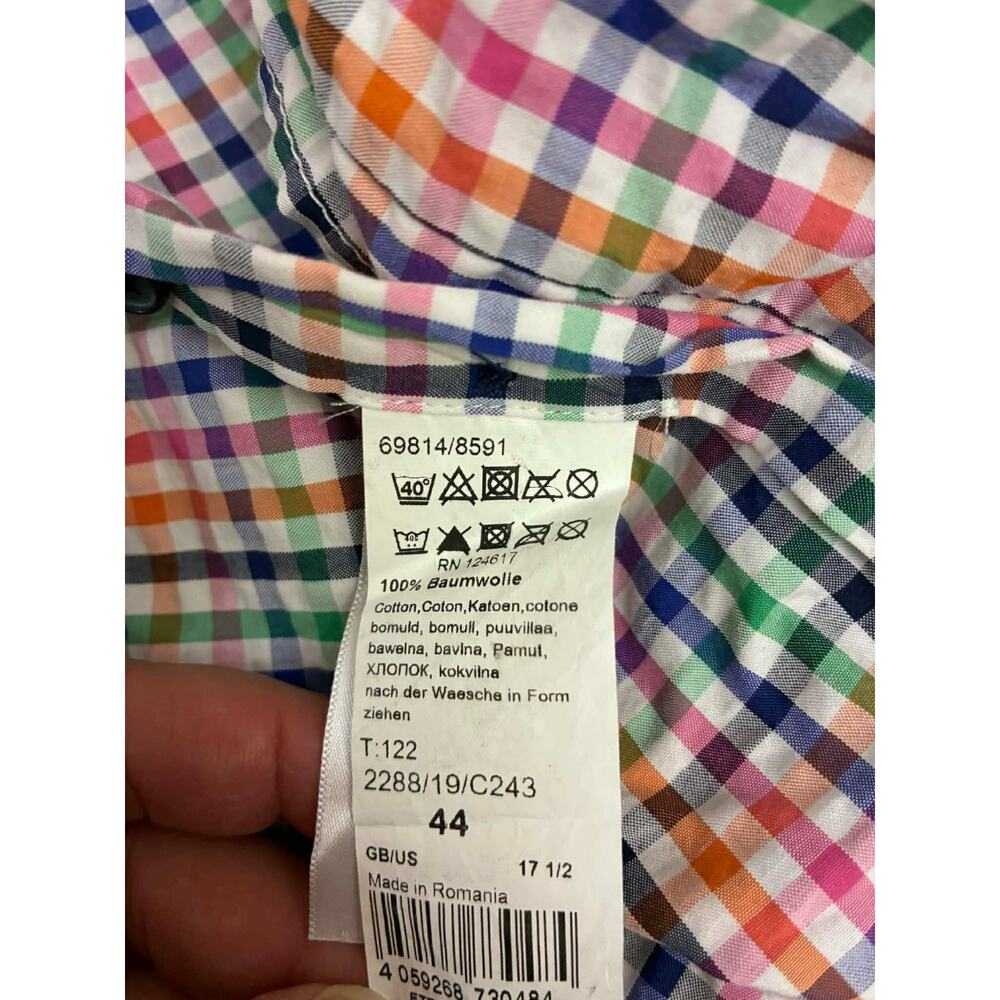 69814/8591
40°
RN 124617
100% Baumwolle
Cotton,Coton,Katoen,cotone
bomuld, bomull, puuvillaa,
bawelna, bavlna, Pamut,
ХЛОПОК, kokvilna
nach der Waesche in Form
ziehen
T:122
2288/19/C243
44
GB/US 17 1/2
Made in Romania
4 059268 730484